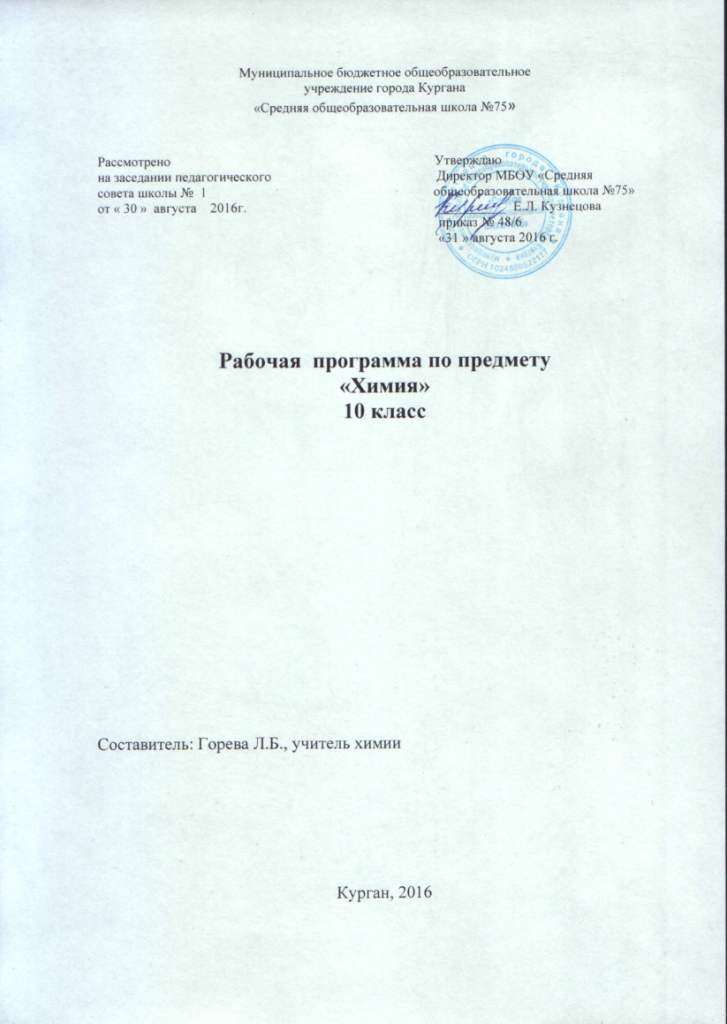 Муниципальное бюджетное общеобразовательное
учреждение города Кургана
«Средняя общеобразовательная школа №75»
Рассмотрено
на заседании педагогического
совета школы № 1
от « 30 » августа 2016г.
Утверждаю
Директор МБОУ «Средняя
общеобразовательная школа №75»
Е.Л. Кузнецова
приказ № 48/6
«31 » августа 2016 г.
Рабочая программа по предмету
«Химия»
10 класс
Составитель: Горева Л.Б., учитель химии
Курган, 2016